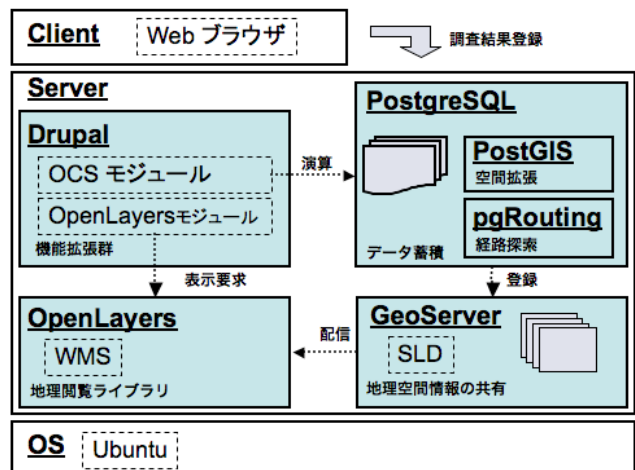 Client
Web ブラウザ
調査結果登録
Server
Drupal
OCS モジュール
OpenLayersモジュール
機能拡張群
演算
PostgreSQL
PostGIS
空間拡張
pgRouting
経路探索
データ蓄積
表示要求
登録
OpenLayers
WMS
地理閲覧ライブラリ
配信
GeoServer
SLD
地理空間情報の共有
OS
Ubuntu